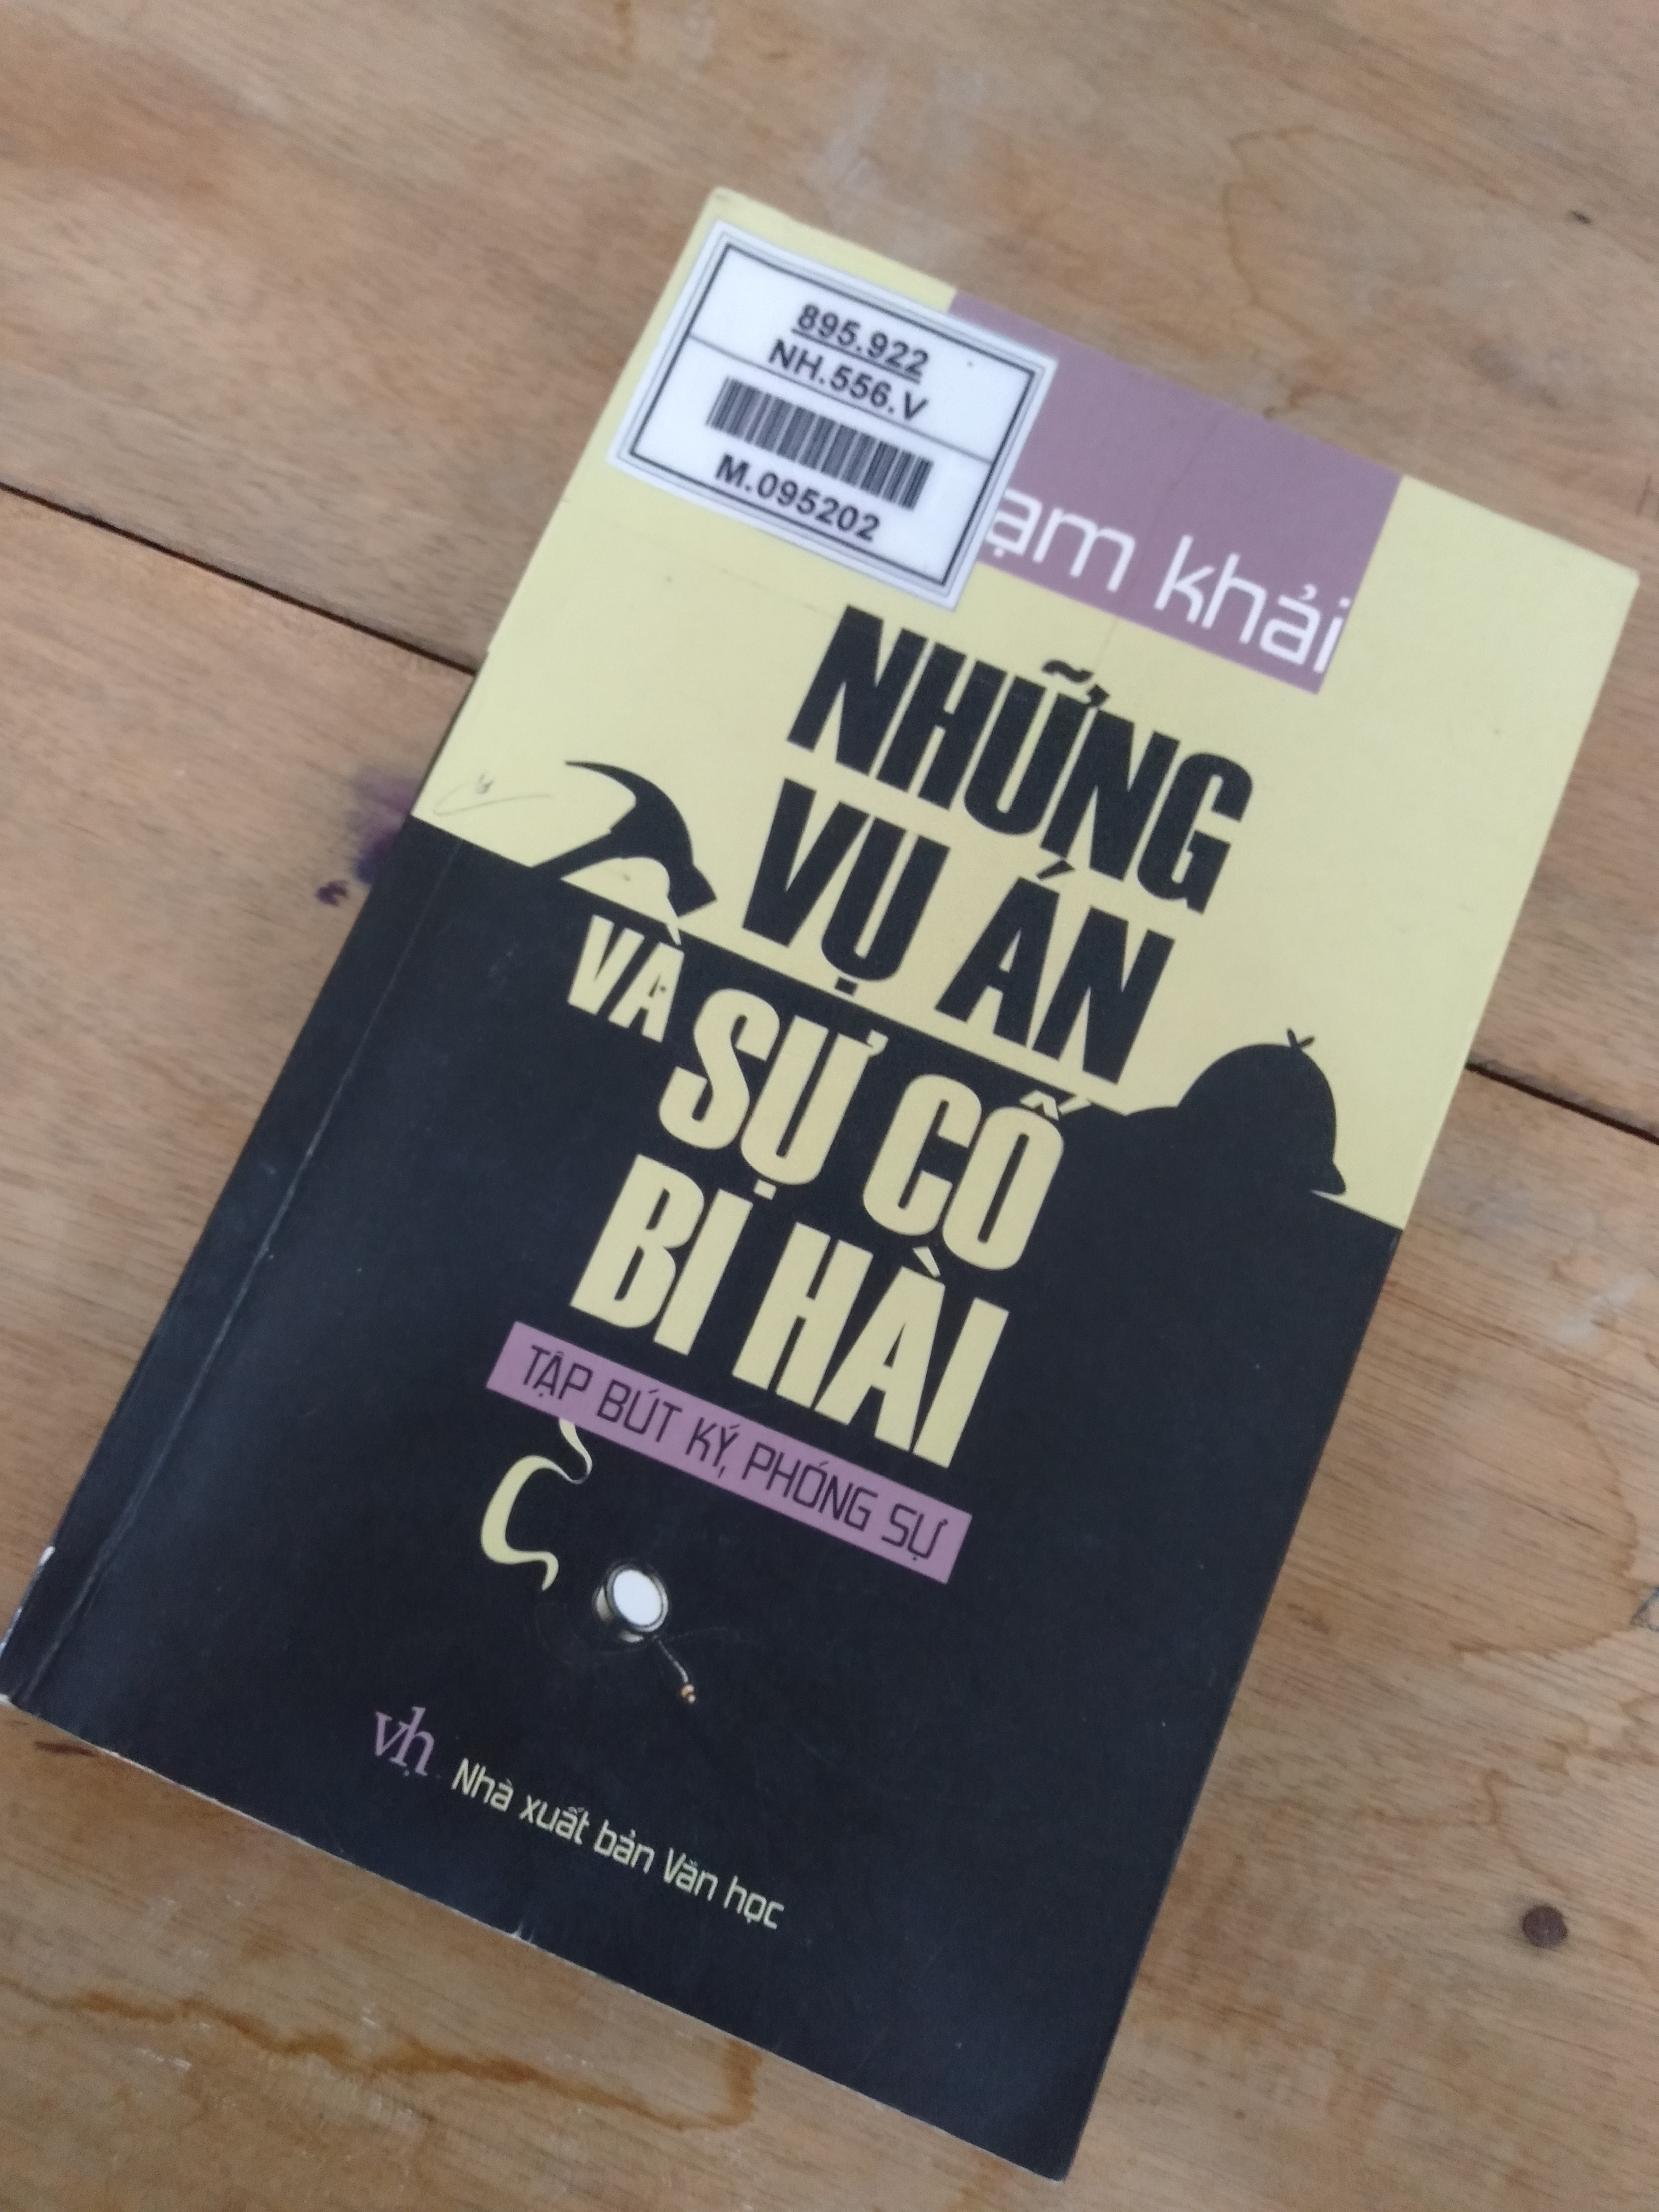 895.922
NH.556.V
M.095202
ạm khải
NHỮNG
VỤ ÁN
VÀ SỰ CỐ
BI HÀI
TẬP BÚT KÝ, PHÓNG SỰ
vh Nhà xuất bản Văn học